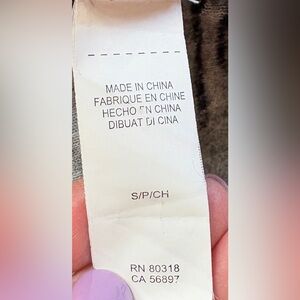 MADE IN CHINA
FABRIQUE EN CHINE
HECHO EN CHINA
DIBUAT DI CINA
S/P/CH
RN 80318
CA 56897